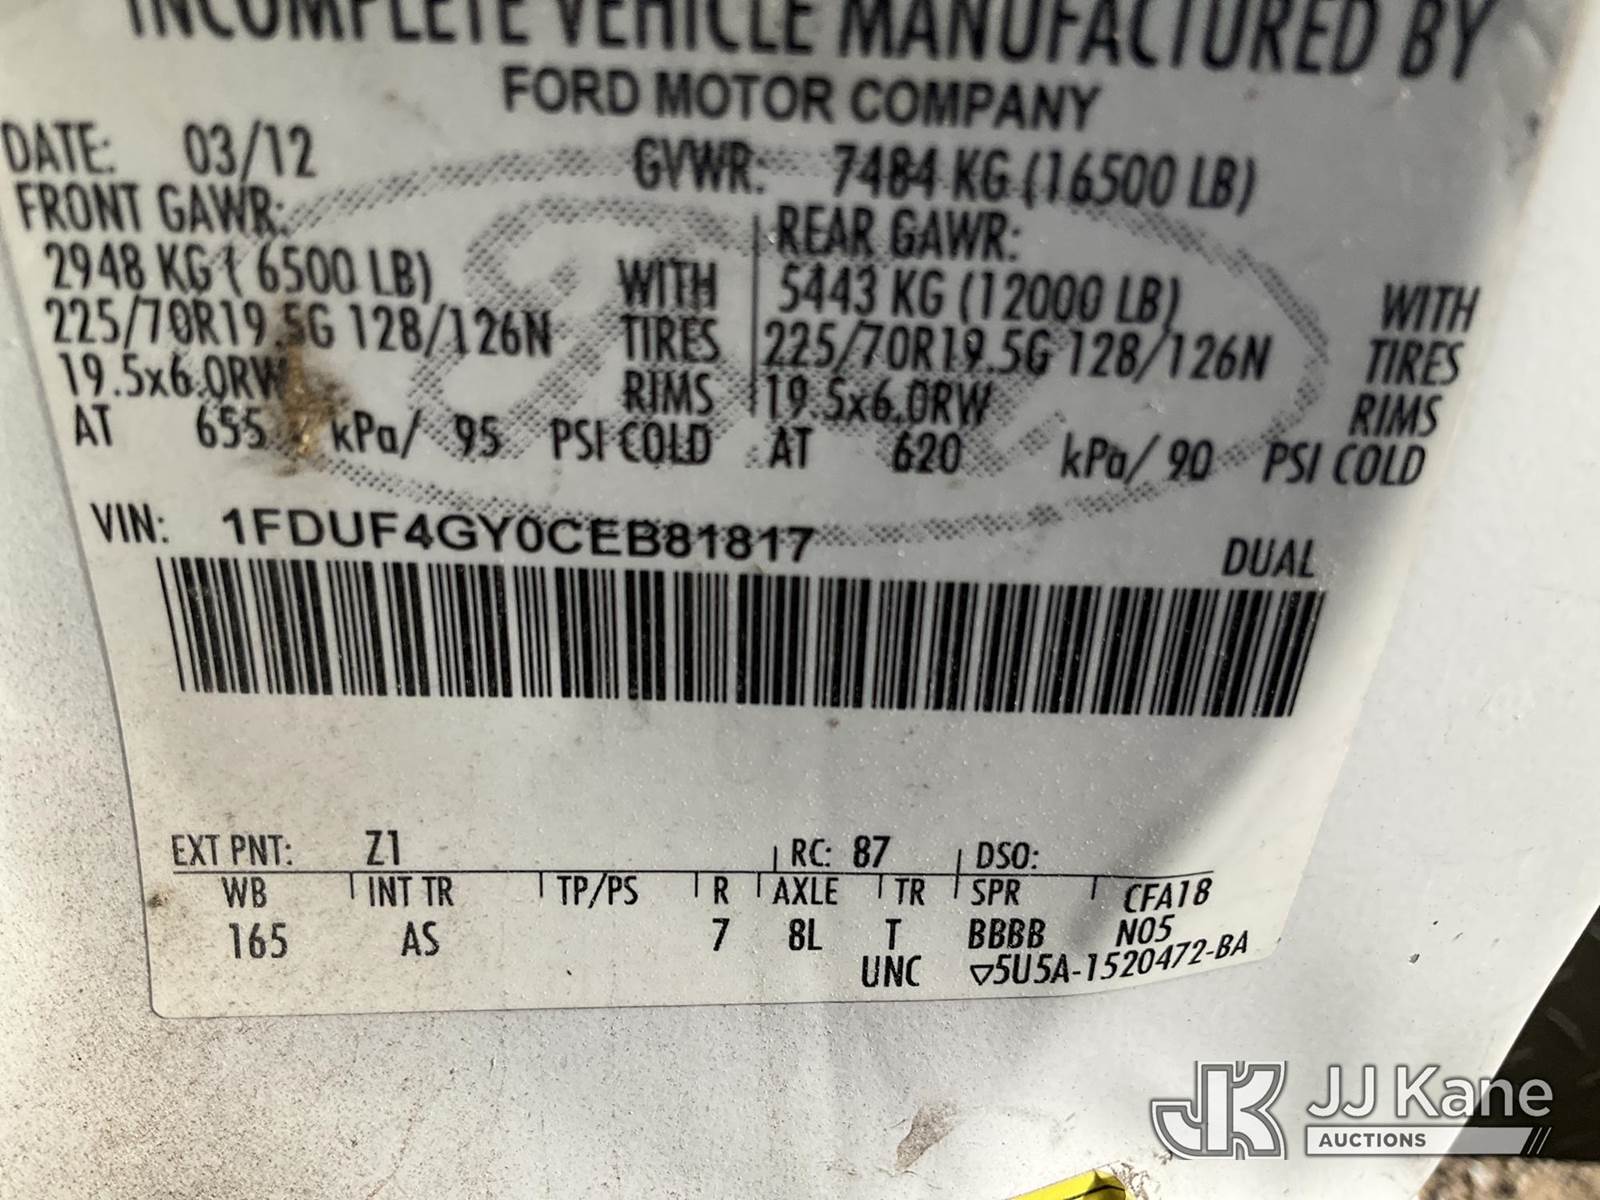 INCOMPLETE VEHICLE MANUFACTURED BY
FORD MOTOR COMPANY
DATE: 03/12 GVWR: 7484 KG (16500 LB)
FRONT GAWR: REAR GAWR:
2948 KG ( 6500 LB) WITH 5443 KG (12000 LB) WITH
225/70R19.5G 128/126N TIRES 225/70R19.5G 128/126N TIRES
19.5x6.0RW RIMS 19.5x6.0RW RIMS
AT 655 kPa/ 95 PSI COLD AT 620 kPa/ 90 PSI COLD
VIN: 1FDUF4GY0CEB81817
DUAL
EXT PNT: Z1 RC: 87 DSO:
WB INT TR TP/PS R AXLE TR SPR CFA18
165 AS 7 8L T BBBB N05
UNC ▽5U5A-1520472-BA
JK JJ Kane
AUCTIONS